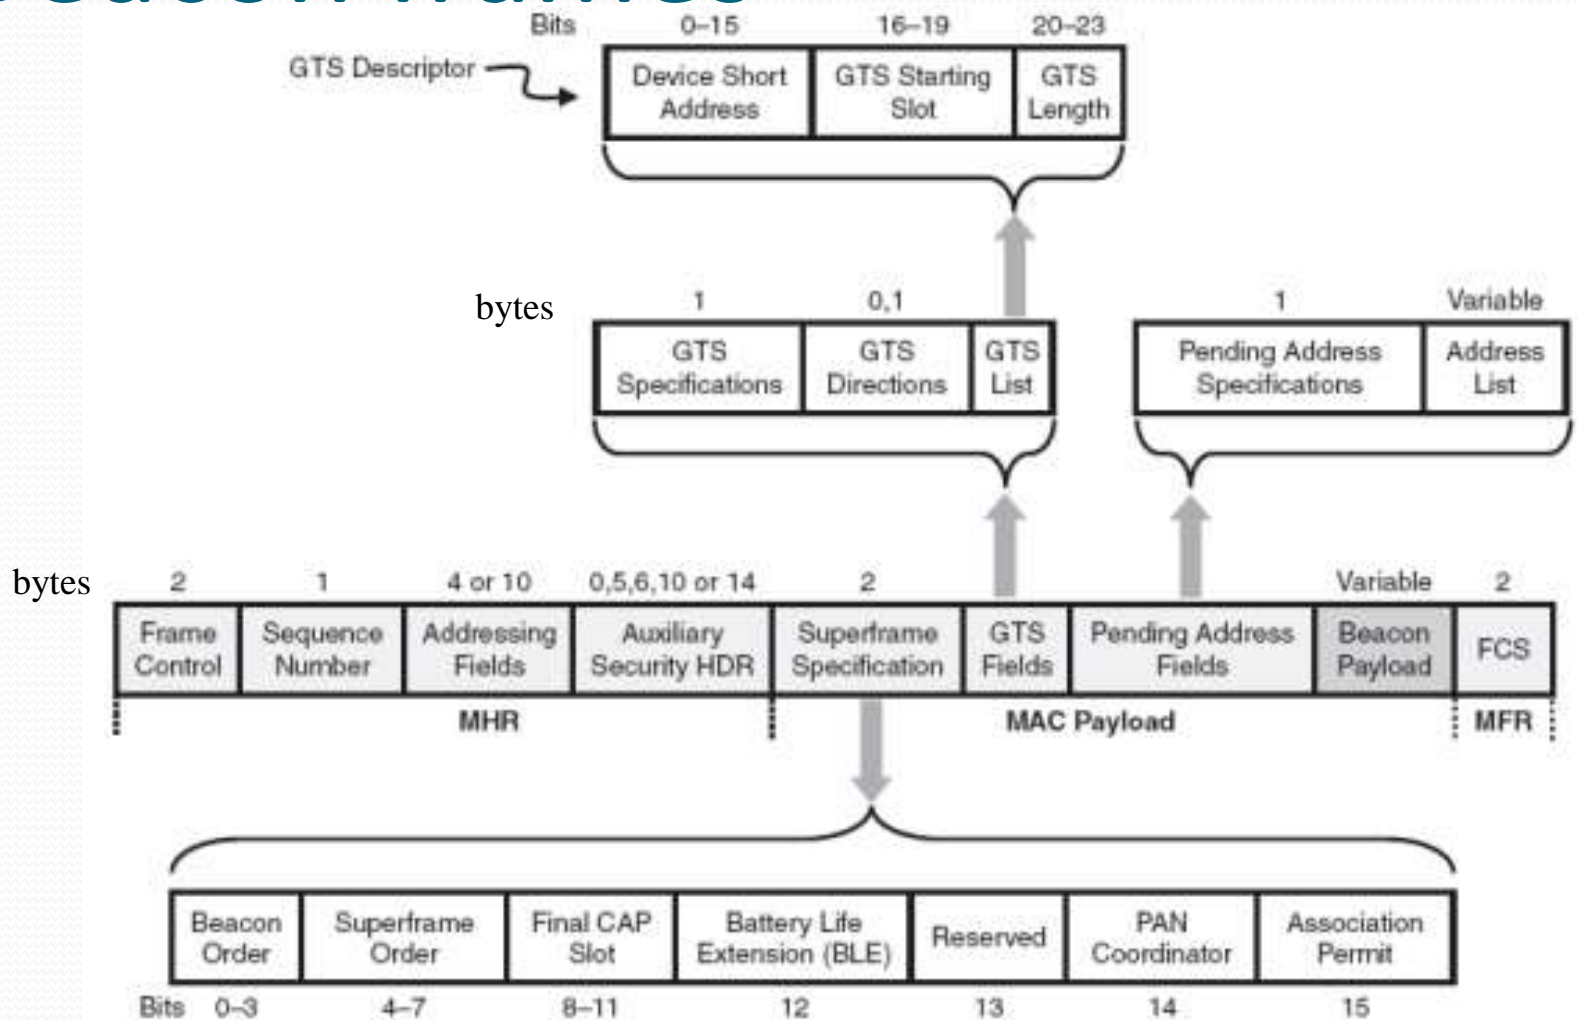 Bits 0–15 16–19 20–23
GTS Descriptor
Device Short Address
GTS Starting Slot
GTS Length
bytes 1 0,1 1 Variable
GTS Specifications
GTS Directions
GTS List
Pending Address Specifications
Address List
bytes 2 1 4 or 10 0,5,6,10 or 14 2 Variable 2
Frame Control
Sequence Number
Addressing Fields
Auxiliary Security HDR
Superframe Specification
GTS Fields
Pending Address Fields
Beacon Payload
FCS
MHR MAC Payload MFR
Beacon Order
Superframe Order
Final CAP Slot
Battery Life Extension (BLE)
Reserved
PAN Coordinator
Association Permit
Bits 0–3 4–7 8–11 12 13 14 15